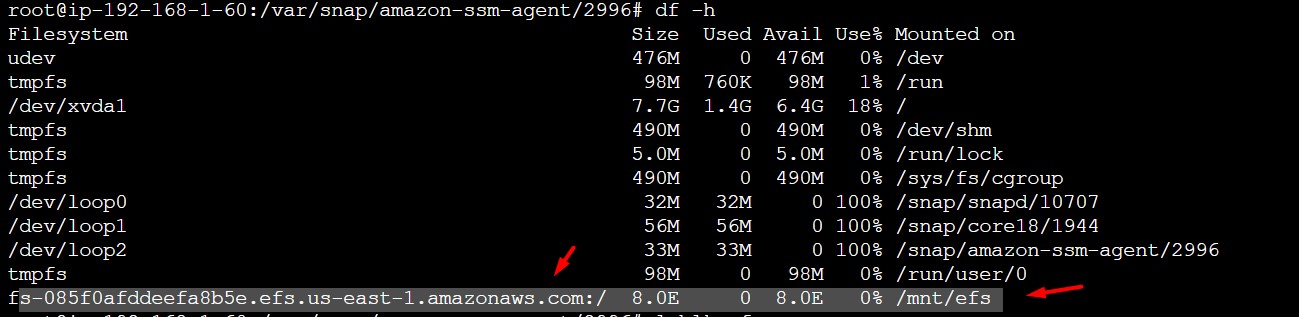 root@ip-192-168-1-60:/var/snap/amazon-ssm-agent/2996# df -h
Filesystem Size Used Avail Use% Mounted on
udev 476M 0 476M 0% /dev
tmpfs 98M 760K 98M 1% /run
/dev/xvda1 7.7G 1.4G 6.4G 18% /
tmpfs 490M 0 490M 0% /dev/shm
tmpfs 5.0M 0 5.0M 0% /run/lock
tmpfs 490M 0 490M 0% /sys/fs/cgroup
/dev/loop0 32M 32M 0 100% /snap/snapd/10707
/dev/loop1 56M 56M 0 100% /snap/core18/1944
/dev/loop2 33M 33M 0 100% /snap/amazon-ssm-agent/2996
tmpfs 98M 0 98M 0% /run/user/0
fs-085f0afddeefa8b5e.efs.us-east-1.amazonaws.com:/ 8.0E 0 8.0E 0% /mnt/efs